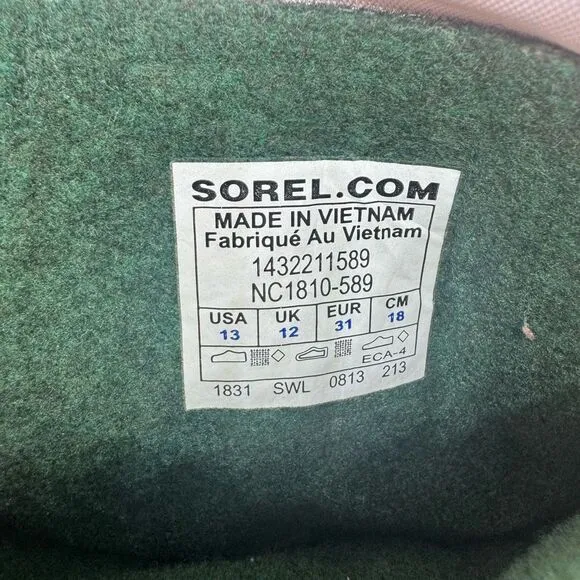 SOREL.COM
MADE IN VIETNAM
Fabriqué Au Vietnam
1432211589
NC1810-589
USA UK EUR CM
13 12 31 18
ECA-4
1831 SWL 0813 213